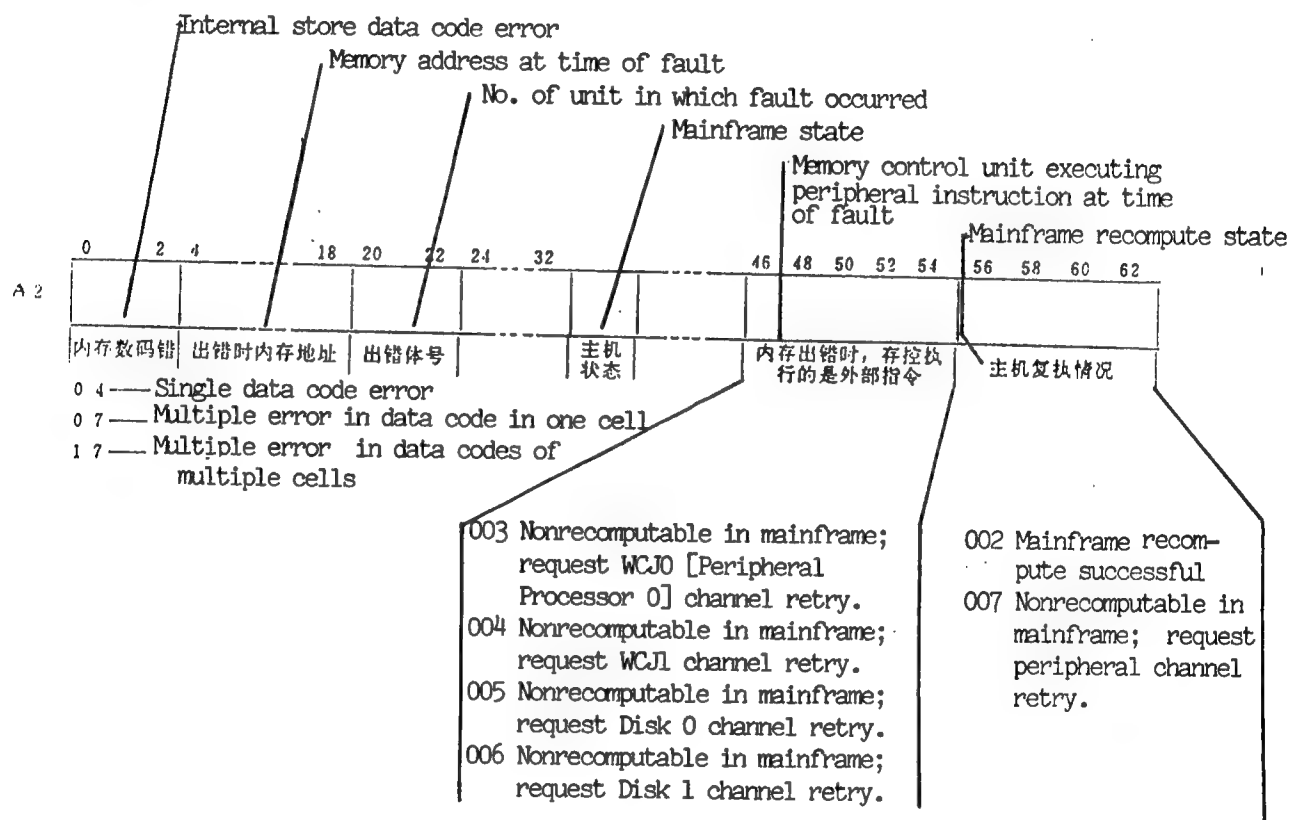 Internal store data code error
Memory address at time of fault
No. of unit in which fault occurred
Mainframe state
Memory control unit executing
peripheral instruction at time
of fault
Mainframe recompute state
0 2 4 18 20 22 24 32 46 48 50 52 54 56 58 60 62
A 2
内存数码错 出错时内存地址 出错体号 主机 内存出错时，存控执 主机复执情况
状态 行的是外部指令
0 4 — Single data code error
0 7 — Multiple error in data code in one cell
1 7 — Multiple error in data codes of
multiple cells
003 Nonrecomputable in mainframe;
request WCJ0 [Peripheral
Processor 0] channel retry.
004 Nonrecomputable in mainframe;
request WCJ1 channel retry.
005 Nonrecomputable in mainframe;
request Disk 0 channel retry.
006 Nonrecomputable in mainframe;
request Disk 1 channel retry.
002 Mainframe recom-
pute successful
007 Nonrecomputable in
mainframe; request
peripheral channel
retry.